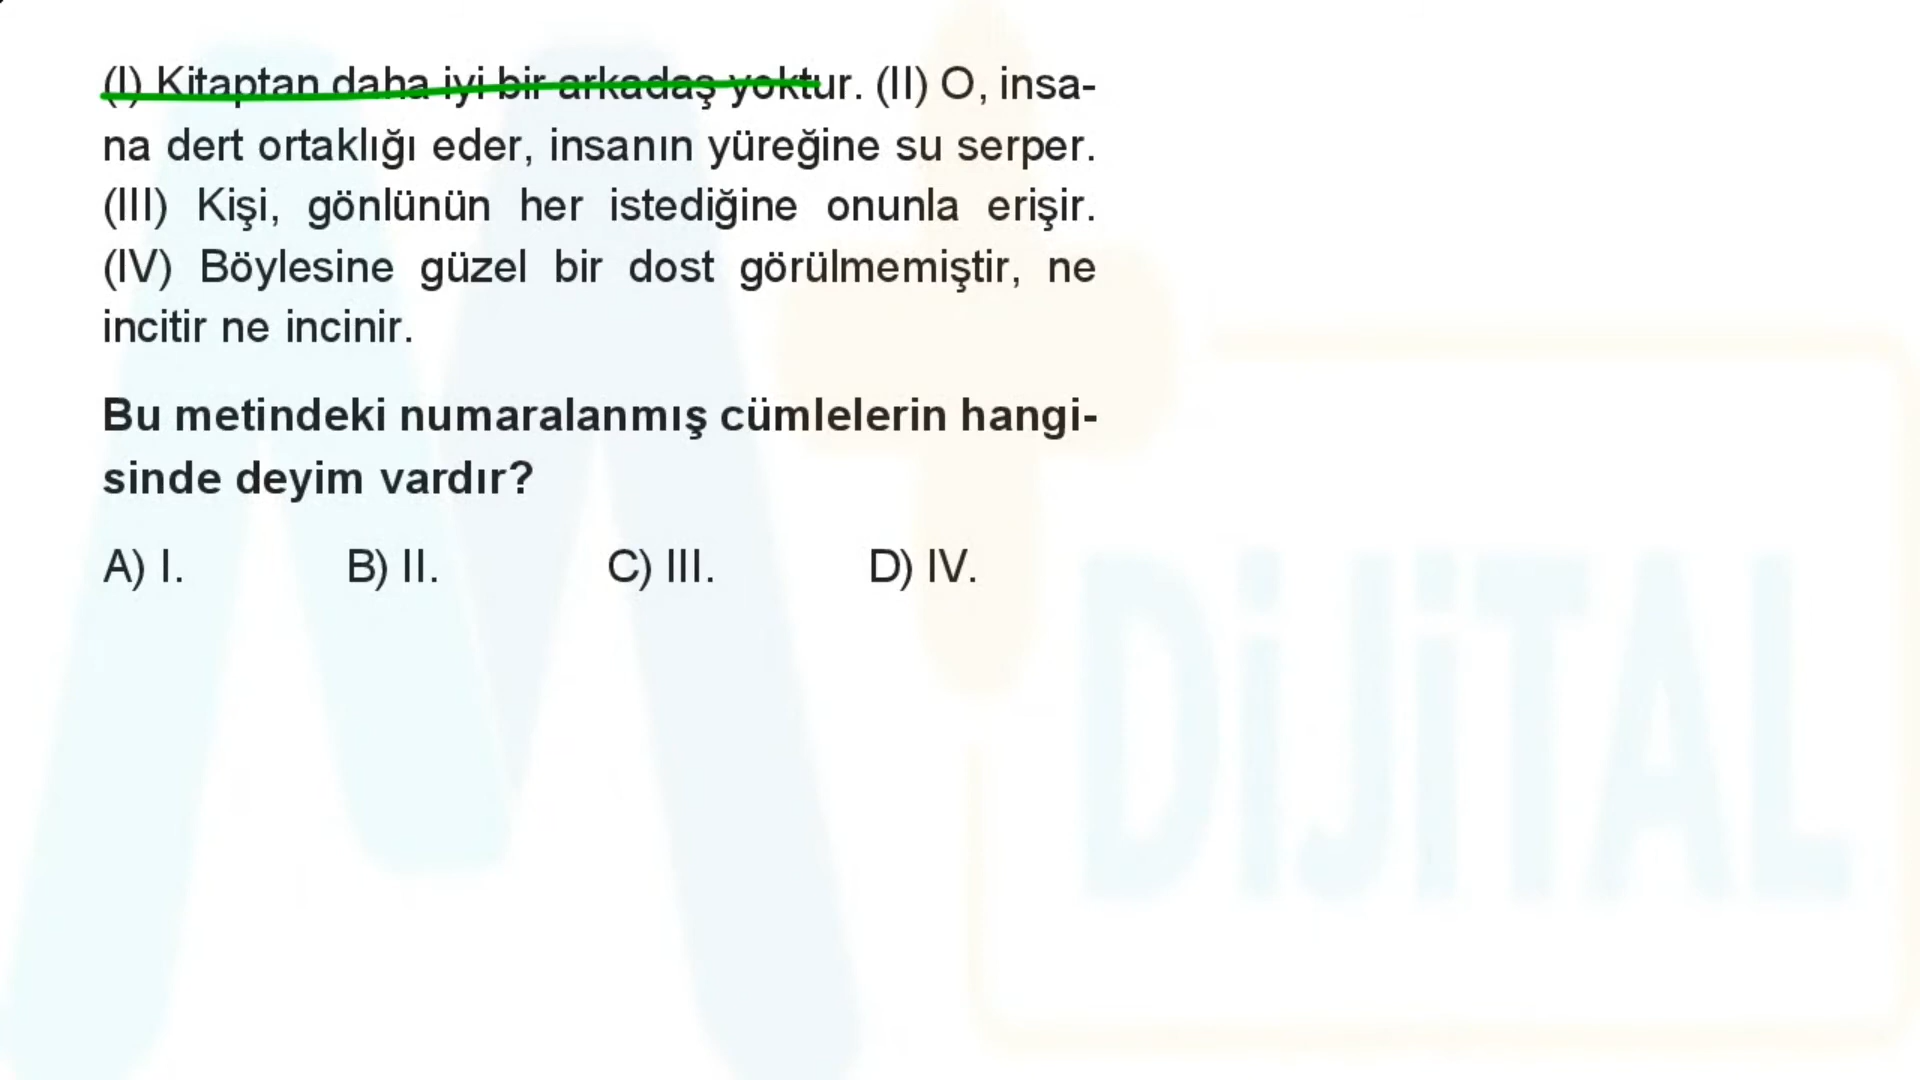 (I) Kitaptan daha iyi bir arkadaş yoktur. (II) O, insa-
na dert ortaklığı eder, insanın yüreğine su serper.
(III) Kişi, gönlünün her istediğine onunla erişir.
(IV) Böylesine güzel bir dost görülmemiştir, ne
incitir ne incinir.
Bu metindeki numaralanmış cümlelerin hangi-
sinde deyim vardır?
A) I. B) II. C) III. D) IV.
DİJİTAL